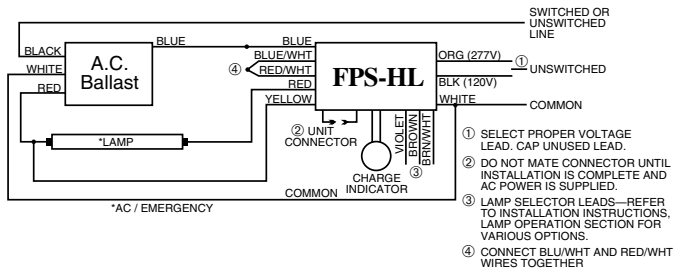 SWITCHED OR
UNSWITCHED
LINE
BLACK
BLUE
BLUE
A.C.
Ballast
WHITE
RED
BLUE/WHT
④
RED/WHT
RED
YELLOW
FPS-HL
ORG (277V)
①
UNSWITCHED
BLK (120V)
WHITE
COMMON
*LAMP
② UNIT
CONNECTOR
VIOLET
BROWN
BRN/WHT
③
CHARGE
INDICATOR
COMMON
*AC / EMERGENCY
① SELECT PROPER VOLTAGE
LEAD. CAP UNUSED LEAD.
② DO NOT MATE CONNECTOR UNTIL
INSTALLATION IS COMPLETE AND
AC POWER IS SUPPLIED.
③ LAMP SELECTOR LEADS—REFER
TO INSTALLATION INSTRUCTIONS,
LAMP OPERATION SECTION FOR
VARIOUS OPTIONS.
④ CONNECT BLU/WHT AND RED/WHT
WIRES TOGETHER